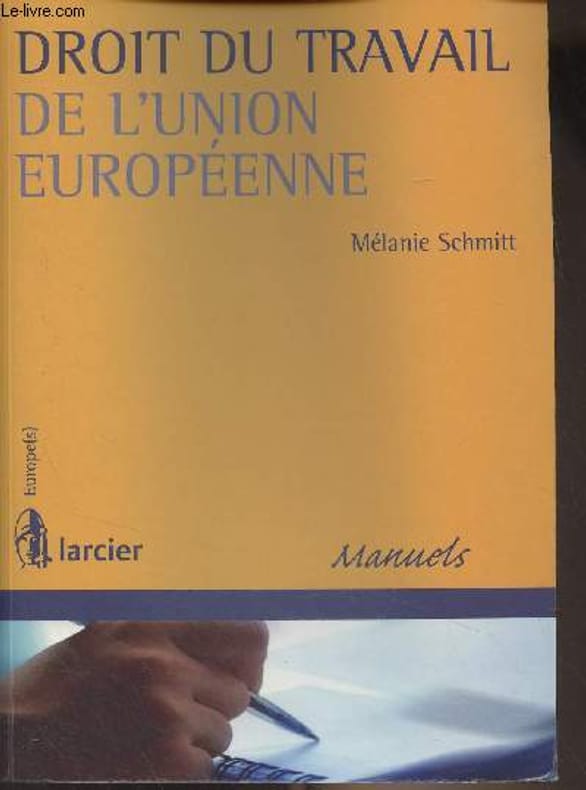 Le-livre.com
DROIT DU TRAVAIL
DE L'UNION
EUROPÉENNE
Mélanie Schmitt
Europe(s)
larcier
Manuels